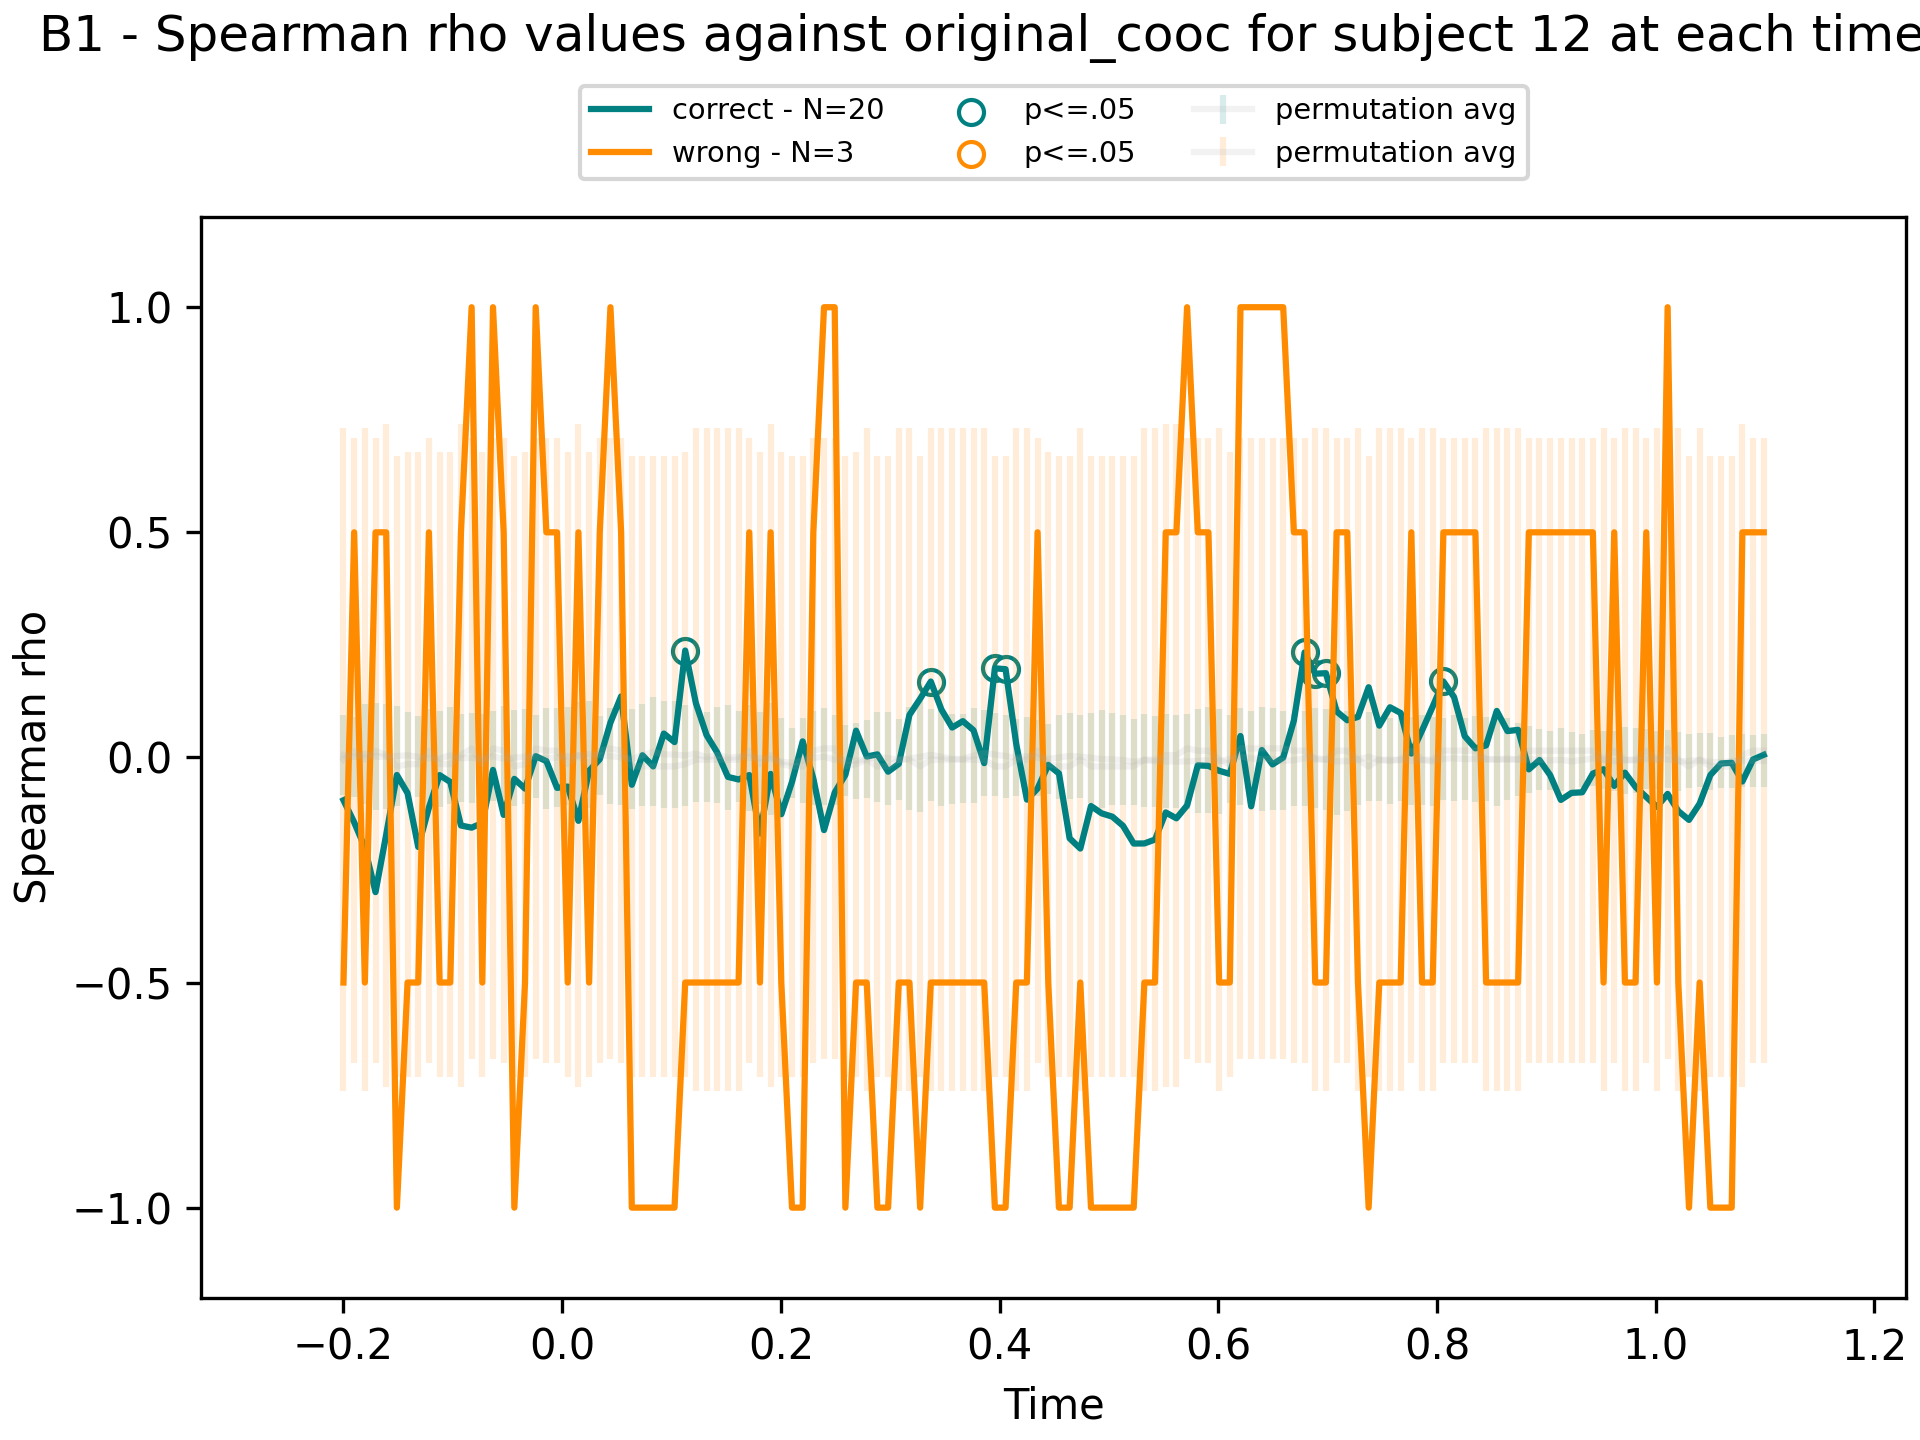 B1 - Spearman rho values against original_cooc for subject 12 at each time
correct - N=20 p<=.05 permutation avg
wrong - N=3 p<=.05 permutation avg
1.0
0.5
0.0
−0.5
−1.0
Spearman rho
−0.2 0.0 0.2 0.4 0.6 0.8 1.0 1.2
Time